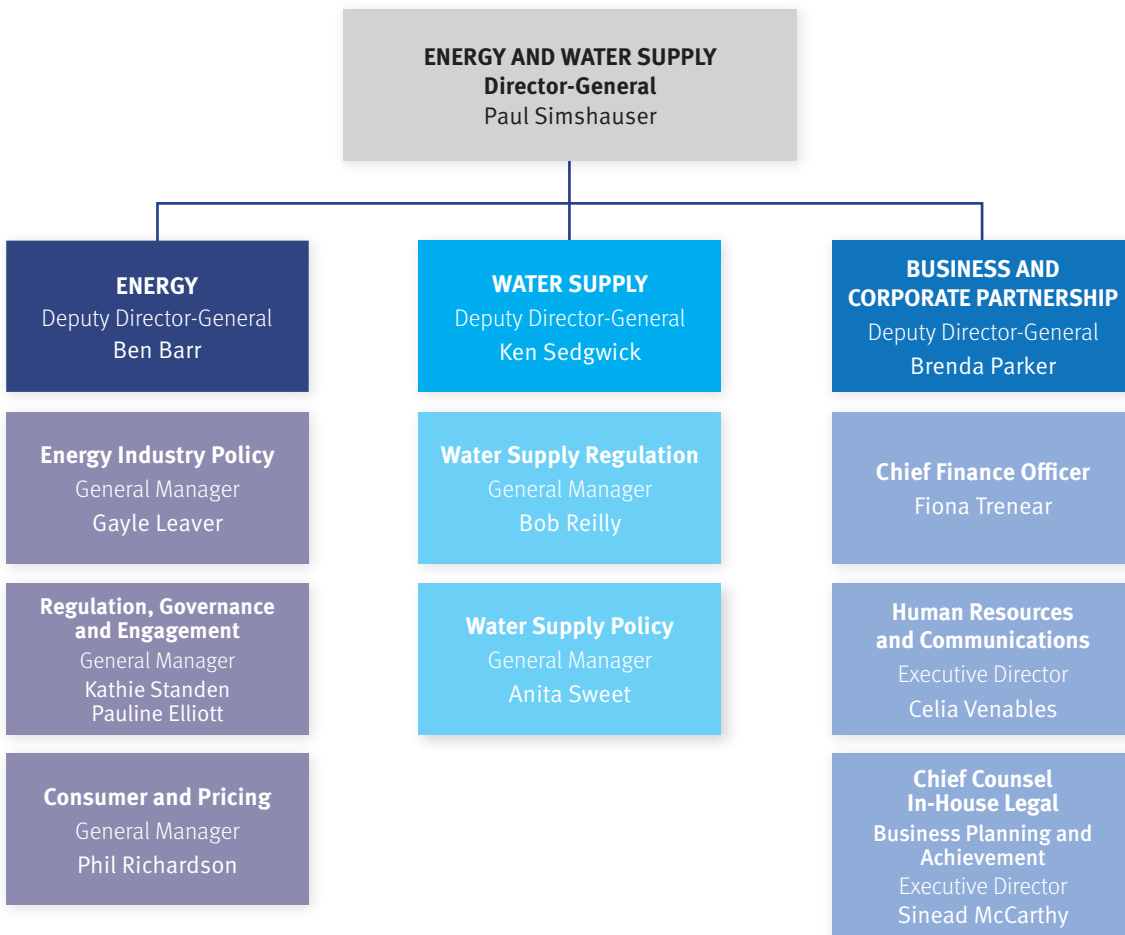 ENERGY AND WATER SUPPLY
Director-General
Paul Simshauser
ENERGY
Deputy Director-General
Ben Barr
Energy Industry Policy
General Manager
Gayle Leaver
Regulation, Governance
and Engagement
General Manager
Kathie Standen
Pauline Elliott
Consumer and Pricing
General Manager
Phil Richardson
WATER SUPPLY
Deputy Director-General
Ken Sedgwick
Water Supply Regulation
General Manager
Bob Reilly
Water Supply Policy
General Manager
Anita Sweet
BUSINESS AND
CORPORATE PARTNERSHIP
Deputy Director-General
Brenda Parker
Chief Finance Officer
Fiona Trenear
Human Resources
and Communications
Executive Director
Celia Venables
Chief Counsel
In-House Legal
Business Planning and
Achievement
Executive Director
Sinead McCarthy